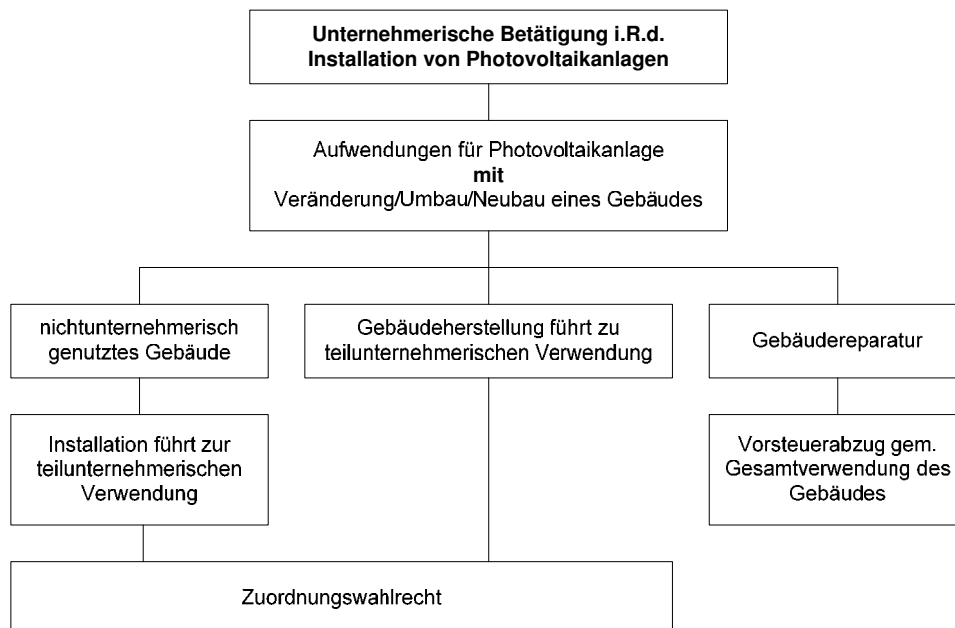 Unternehmerische Betätigung i.R.d.
Installation von Photovoltaikanlagen
Aufwendungen für Photovoltaikanlage
mit
Veränderung/Umbau/Neubau eines Gebäudes
nichtunternehmerisch
genutztes Gebäude
Gebäudeherstellung führt zu
teilunternehmerischen Verwendung
Gebäudereparatur
Installation führt zur
teilunternehmerischen
Verwendung
Vorsteuerabzug gem.
Gesamtverwendung des
Gebäudes
Zuordnungswahlrecht